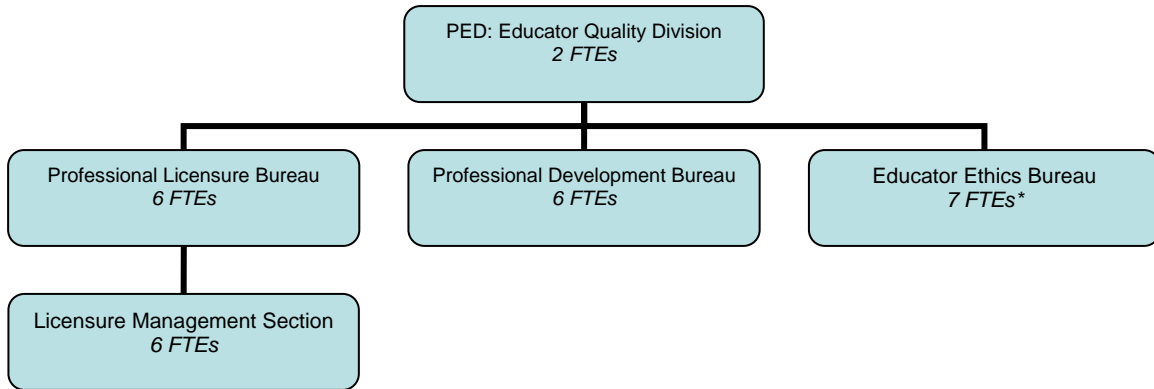 PED: Educator Quality Division
2 FTEs
Professional Licensure Bureau
6 FTEs
Professional Development Bureau
6 FTEs
Educator Ethics Bureau
7 FTEs*
Licensure Management Section
6 FTEs